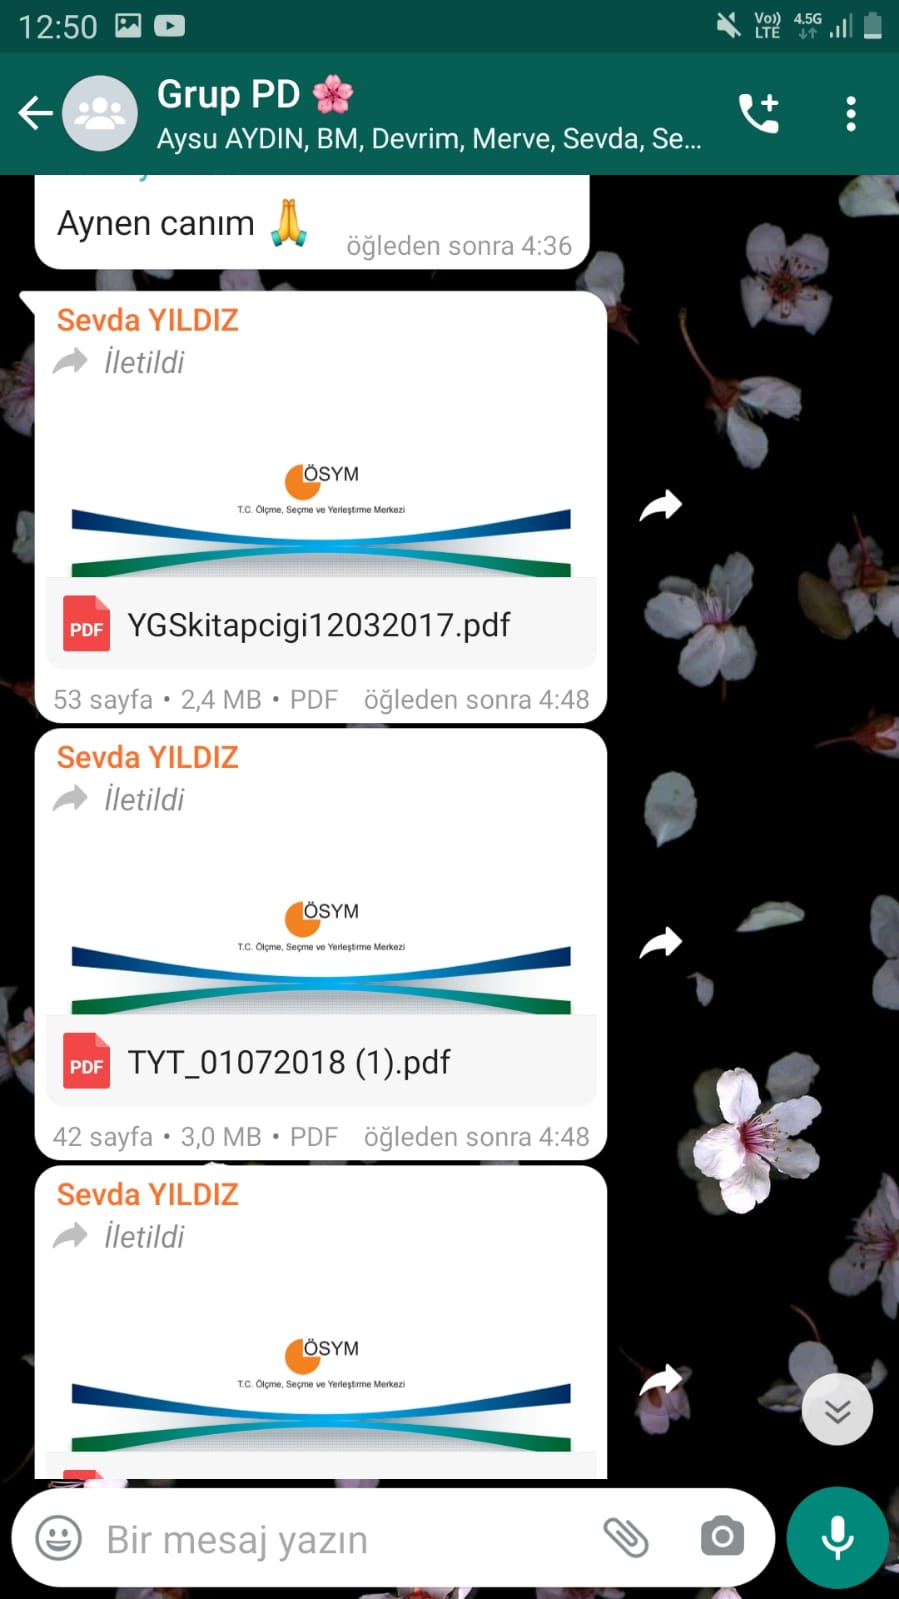 12:50 Vo)) LTE 4.5G
Grup PD 🌸
Aysu AYDIN, BM, Devrim, Merve, Sevda, Se...
Aynen canım 🙏
öğleden sonra 4:36
Sevda YILDIZ
İletildi
ÖSYM
T.C. Ölçme, Seçme ve Yerleştirme Merkezi
PDF YGSkitapcigi12032017.pdf
53 sayfa • 2,4 MB • PDF öğleden sonra 4:48
Sevda YILDIZ
İletildi
ÖSYM
T.C. Ölçme, Seçme ve Yerleştirme Merkezi
PDF TYT_01072018 (1).pdf
42 sayfa • 3,0 MB • PDF öğleden sonra 4:48
Sevda YILDIZ
İletildi
ÖSYM
T.C. Ölçme, Seçme ve Yerleştirme Merkezi
Bir mesaj yazın